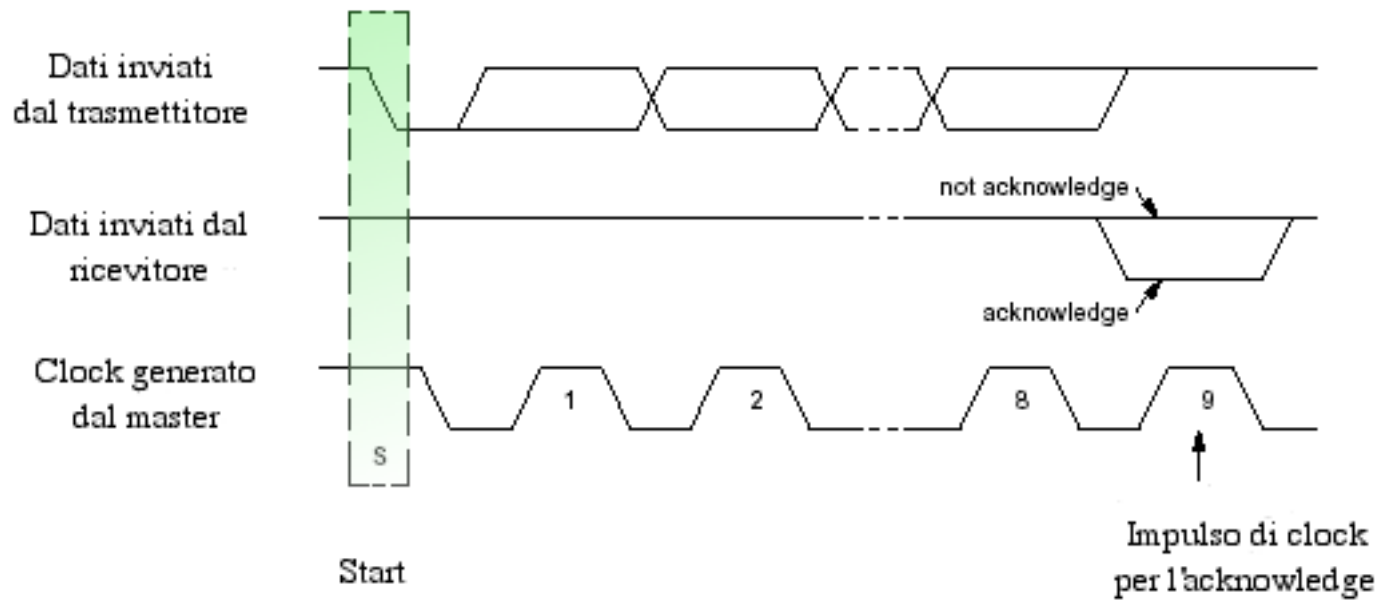 Dati inviati
dal trasmettitore
not acknowledge
Dati inviati dal
ricevitore
acknowledge
Clock generato
dal master
1
2
8
9
S
Start
Impulso di clock
per l'acknowledge